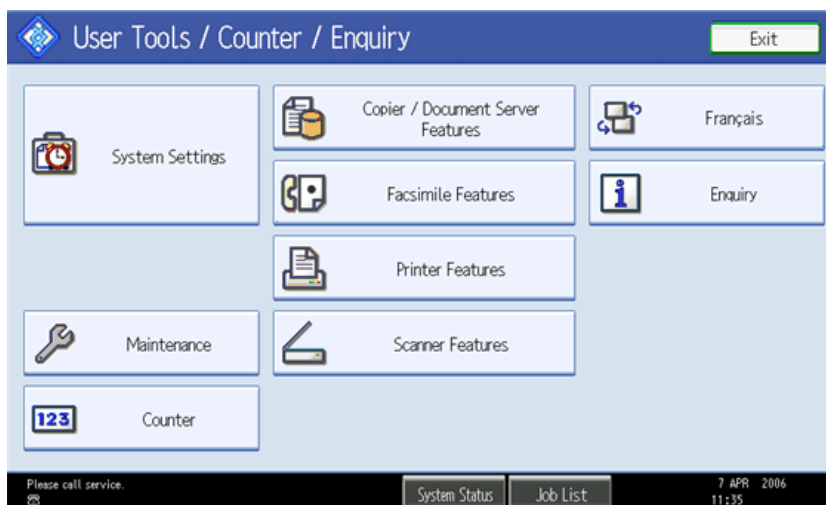 User Tools / Counter / Enquiry
Exit
System Settings
Copier / Document Server
Features
Français
Facsimile Features
Enquiry
Printer Features
Maintenance
Scanner Features
123
Counter
Please call service.
System Status
Job List
7 APR 2006
11:35